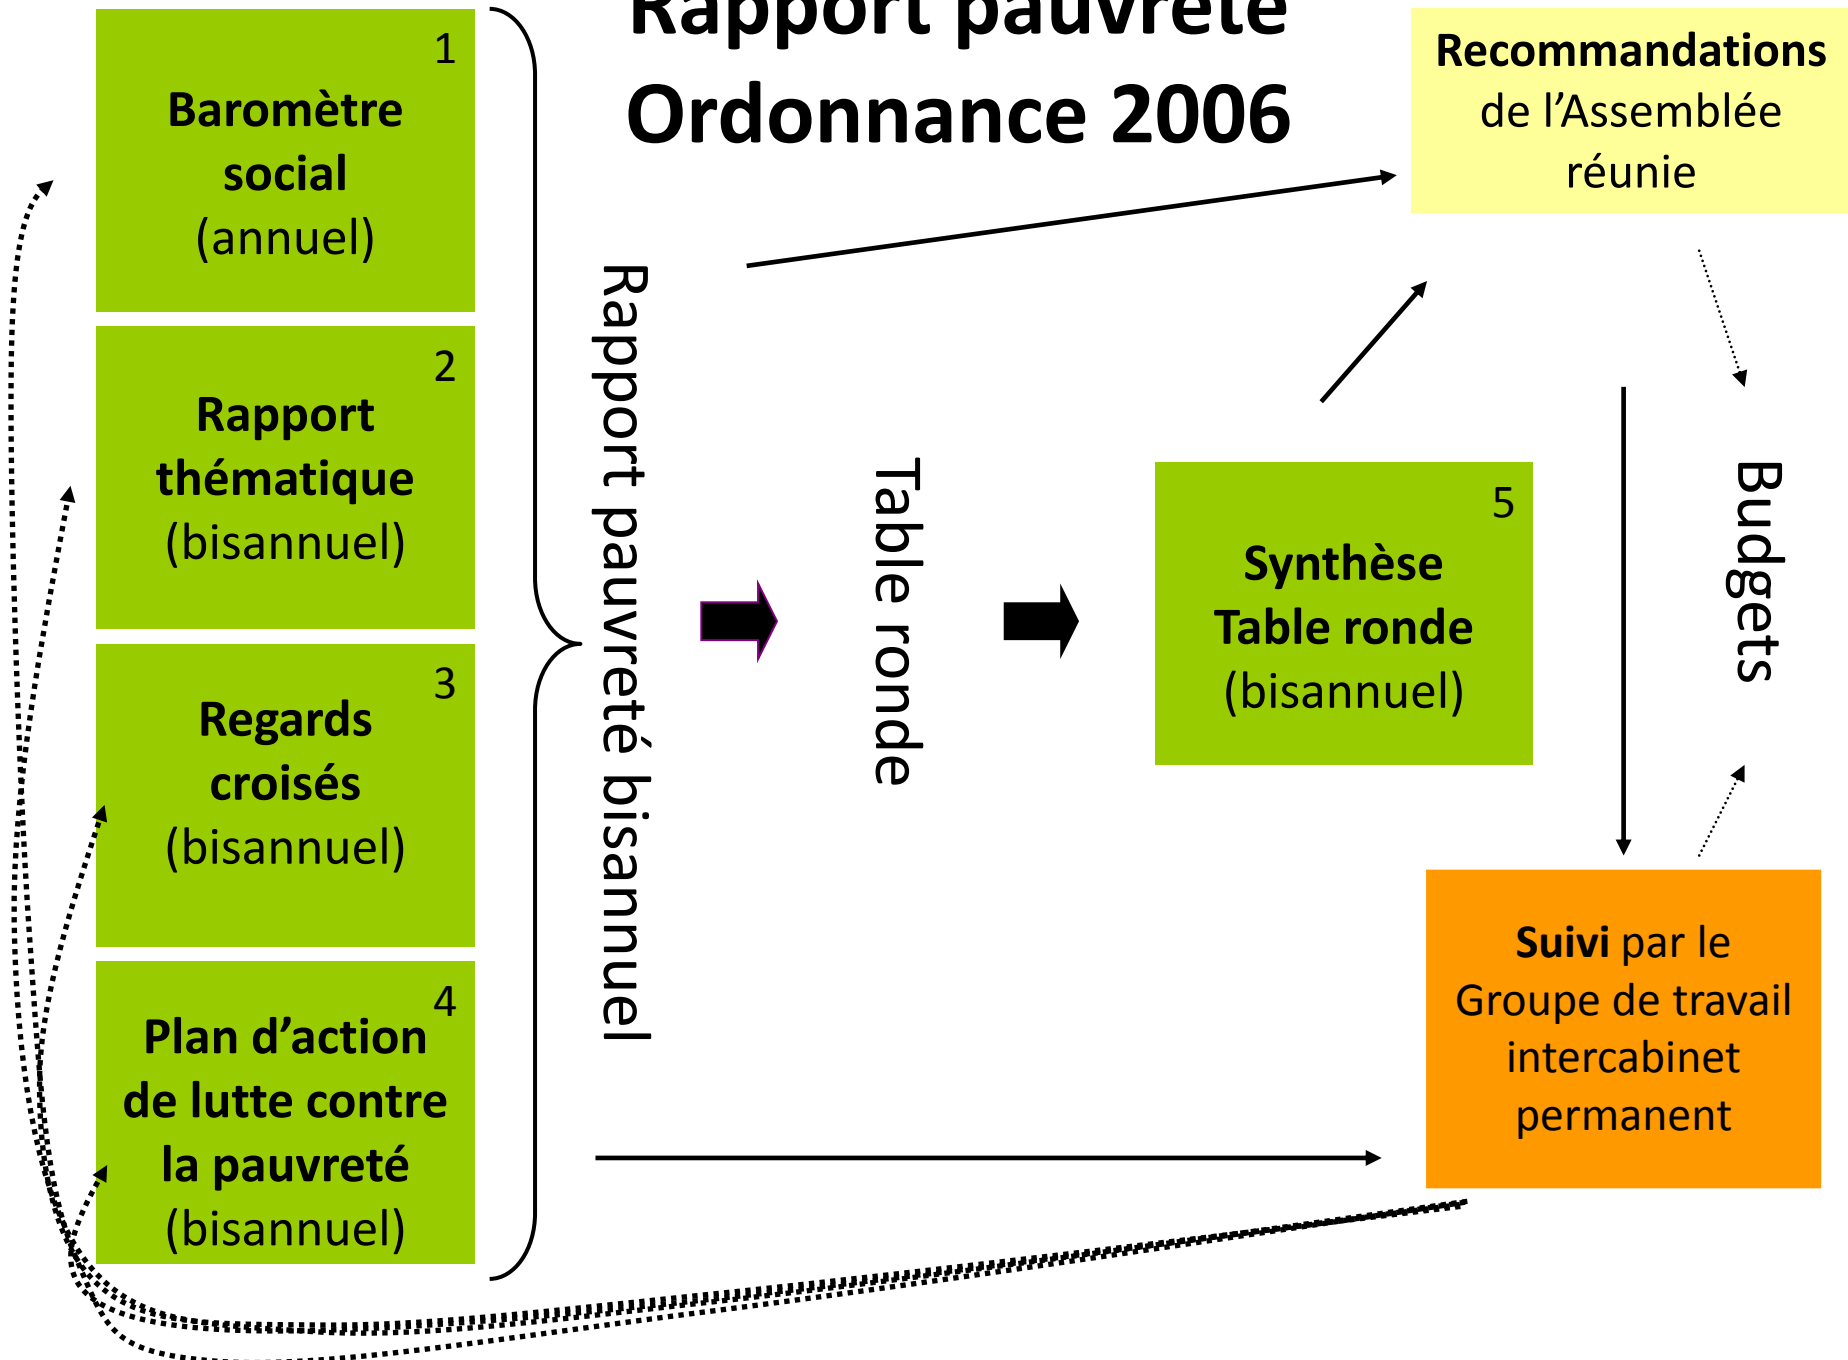 Rapport pauvreté
Ordonnance 2006
1
Baromètre
social
(annuel)
2
Rapport
thématique
(bisannuel)
3
Regards
croisés
(bisannuel)
4
Plan d’action
de lutte contre
la pauvreté
(bisannuel)
Rapport pauvreté bisannuel
Table ronde
5
Synthèse
Table ronde
(bisannuel)
Recommandations
de l’Assemblée
réunie
Budgets
Suivi par le
Groupe de travail
intercabinet
permanent